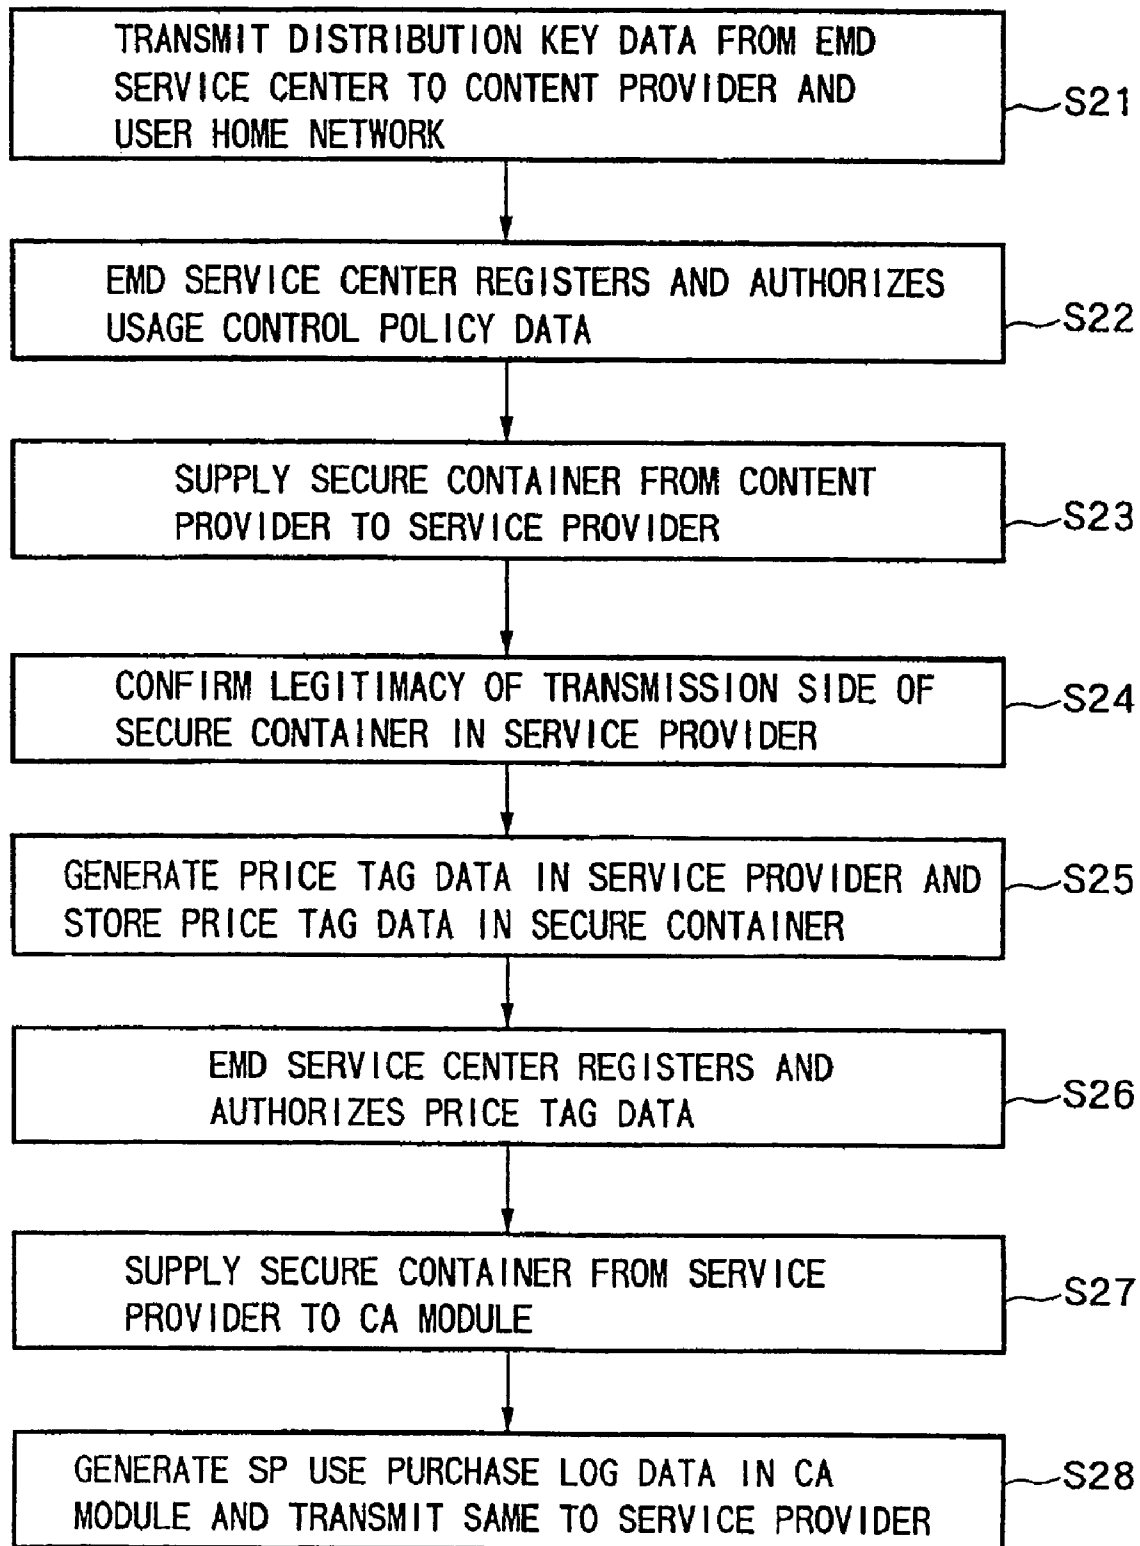 TRANSMIT DISTRIBUTION KEY DATA FROM EMD
SERVICE CENTER TO CONTENT PROVIDER AND
USER HOME NETWORK
S21
EMD SERVICE CENTER REGISTERS AND AUTHORIZES
USAGE CONTROL POLICY DATA
S22
SUPPLY SECURE CONTAINER FROM CONTENT
PROVIDER TO SERVICE PROVIDER
S23
CONFIRM LEGITIMACY OF TRANSMISSION SIDE OF
SECURE CONTAINER IN SERVICE PROVIDER
S24
GENERATE PRICE TAG DATA IN SERVICE PROVIDER AND
STORE PRICE TAG DATA IN SECURE CONTAINER
S25
EMD SERVICE CENTER REGISTERS AND
AUTHORIZES PRICE TAG DATA
S26
SUPPLY SECURE CONTAINER FROM SERVICE
PROVIDER TO CA MODULE
S27
GENERATE SP USE PURCHASE LOG DATA IN CA
MODULE AND TRANSMIT SAME TO SERVICE PROVIDER
S28